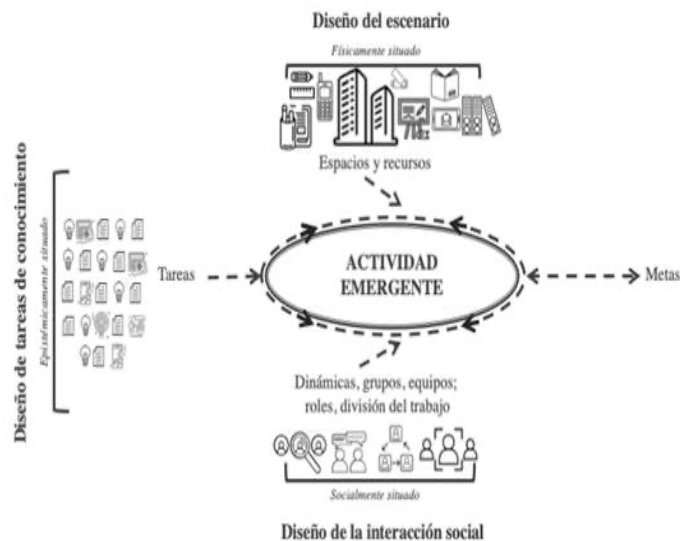 Diseño del escenario
Físicamente situado
Espacios y recursos
Diseño de tareas de conocimiento
Epistémicamente situado
Tareas
ACTIVIDAD
EMERGENTE
Metas
Dinámicas, grupos, equipos;
roles, división del trabajo
Socialmente situado
Diseño de la interacción social